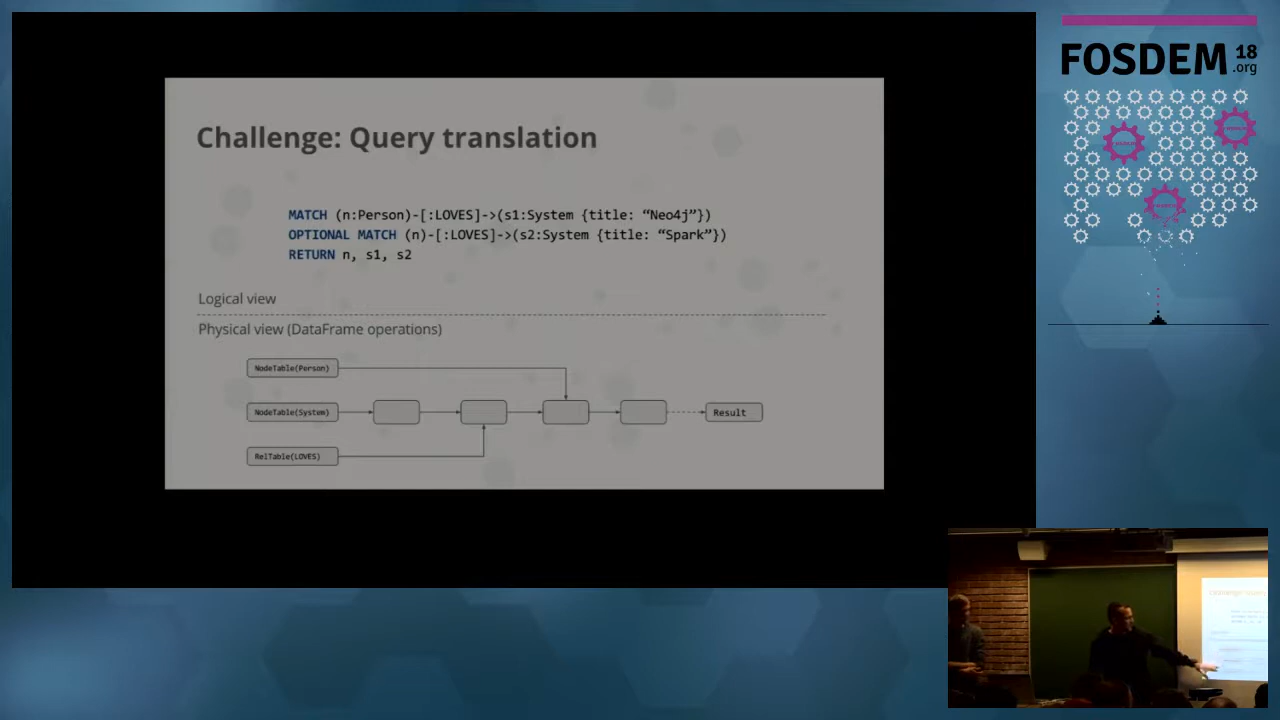 Challenge: Query translation
MATCH (n:Person)-[:LOVES]->(s1:System {title: “Neo4j”})
OPTIONAL MATCH (n)-[:LOVES]->(s2:System {title: “Spark”})
RETURN n, s1, s2
Logical view
Physical view (DataFrame operations)
NodeTable(Person)
NodeTable(System)
Result
RelTable(LOVES)
FOSDEM 18
.org